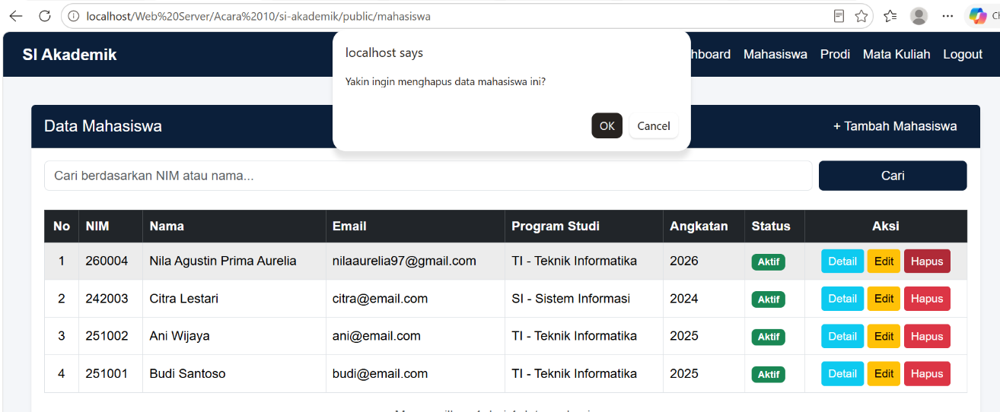 localhost/Web%20Server/Acara%2010/si-akademik/public/mahasiswa
SI Akademik
hboard Mahasiswa Prodi Mata Kuliah Logout
localhost says
Yakin ingin menghapus data mahasiswa ini?
OK Cancel
Data Mahasiswa
+ Tambah Mahasiswa
Cari berdasarkan NIM atau nama...
Cari
No NIM Nama Email Program Studi Angkatan Status Aksi
1 260004 Nila Agustin Prima Aurelia nilaaurelia97@gmail.com TI - Teknik Informatika 2026 Aktif Detail Edit Hapus
2 242003 Citra Lestari citra@email.com SI - Sistem Informasi 2024 Aktif Detail Edit Hapus
3 251002 Ani Wijaya ani@email.com TI - Teknik Informatika 2025 Aktif Detail Edit Hapus
4 251001 Budi Santoso budi@email.com TI - Teknik Informatika 2025 Aktif Detail Edit Hapus